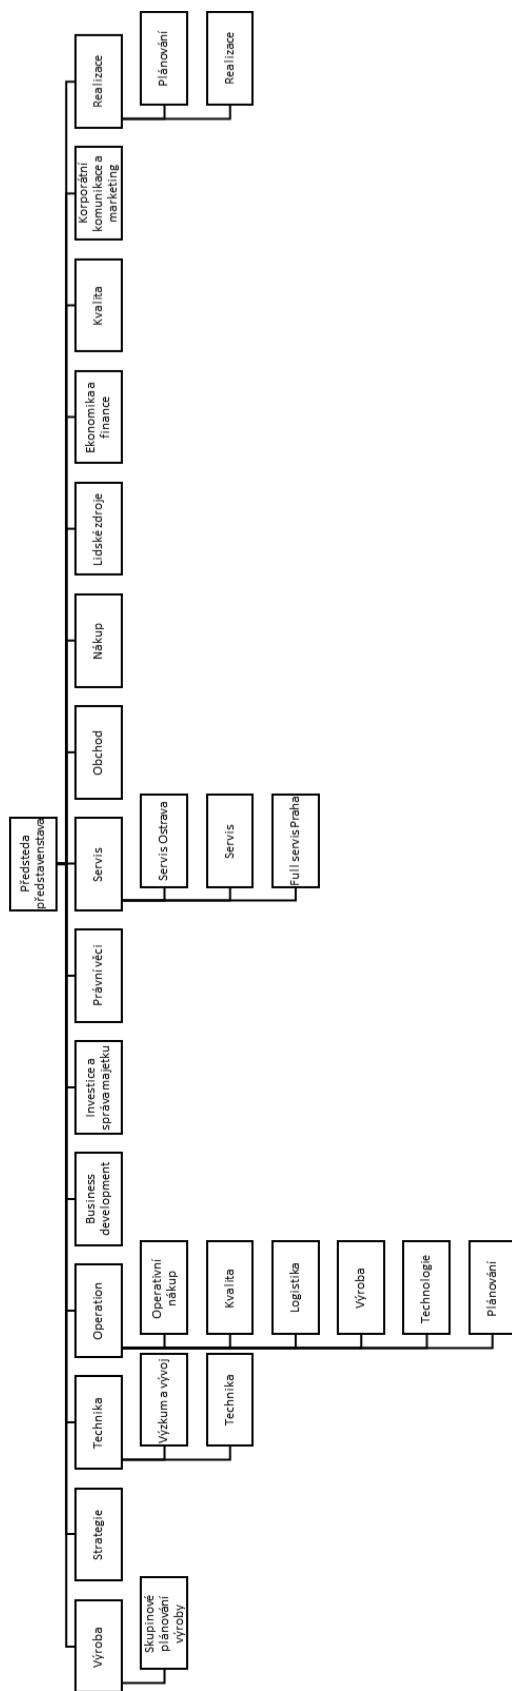 Předsteda
představenstava
Výroba
Skupinové
plánování
výroby
Strategie
Technika
Výzkum a vývoj
Technika
Operation
Operativní
nákup
Kvalita
Logistika
Výroba
Technologie
Plánování
Business
development
Investice a
správa majetku
Právní věci
Servis
Servis Ostrava
Servis
Full servis Praha
Obchod
Nákup
Lidské zdroje
Ekonomika a
finance
Kvalita
Korporátní
komunikace a
marketing
Realizace
Plánování
Realizace